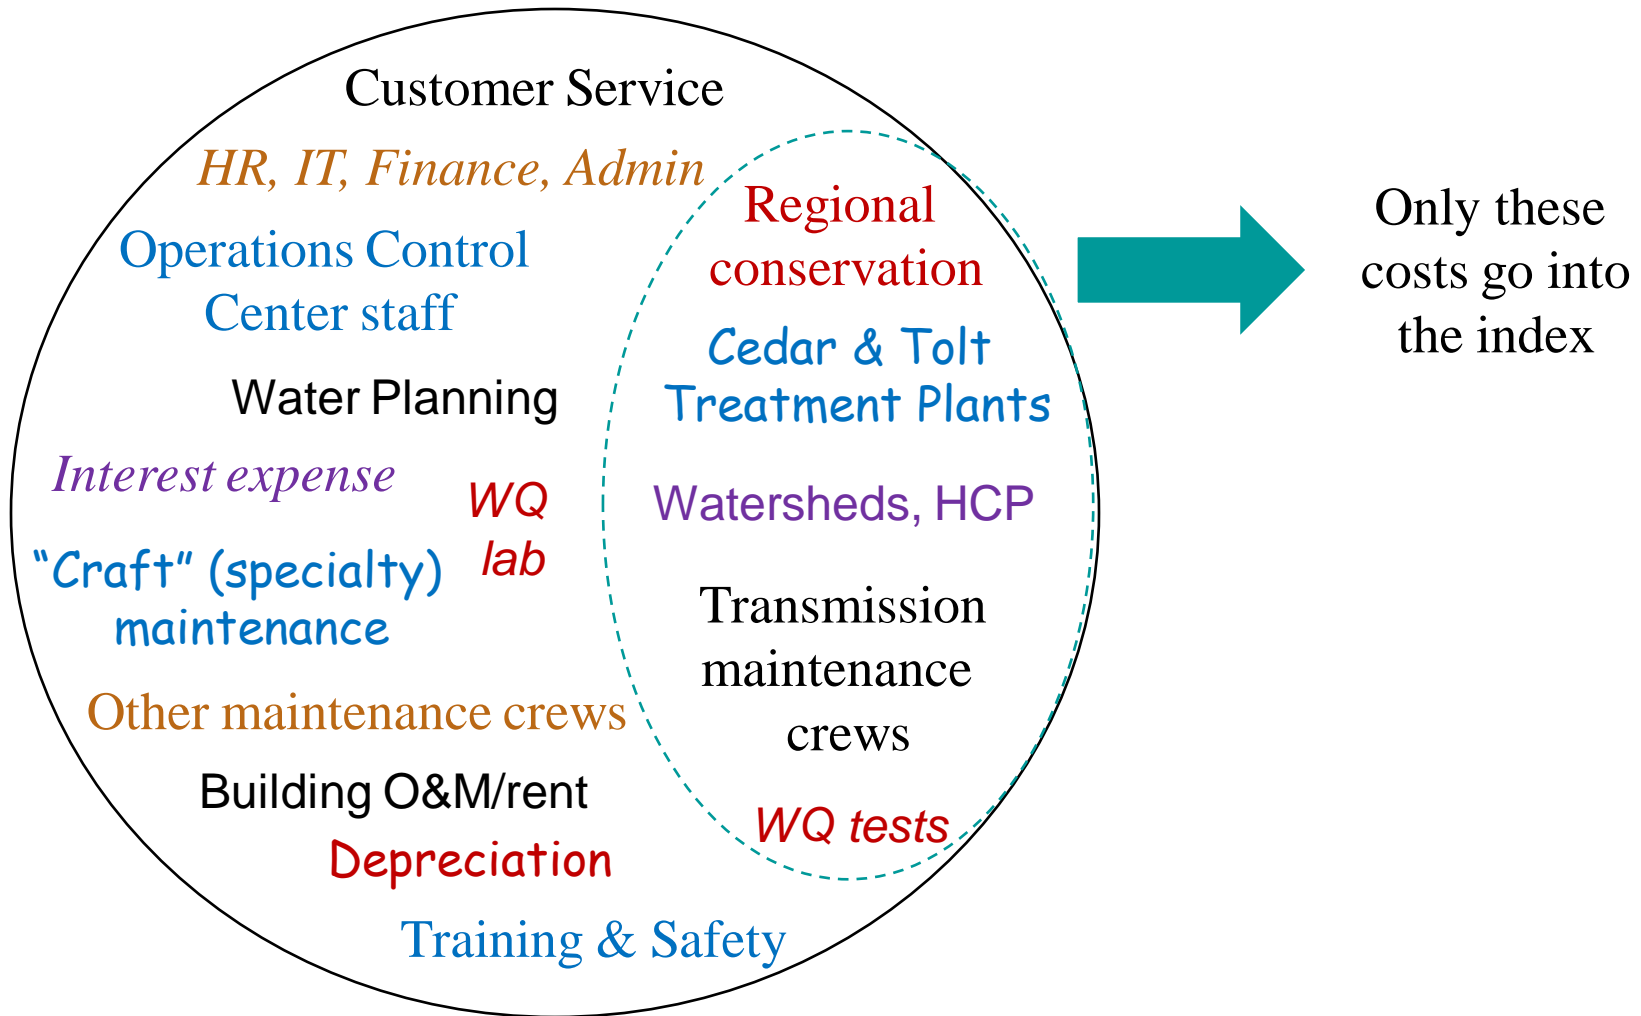 Customer Service
HR, IT, Finance, Admin
Operations Control
Center staff
Water Planning
Interest expense
WQ
lab
“Craft” (specialty)
maintenance
Other maintenance crews
Building O&M/rent
Depreciation
Training & Safety
Regional
conservation
Cedar & Tolt
Treatment Plants
Watersheds, HCP
Transmission
maintenance
crews
WQ tests
Only these
costs go into
the index